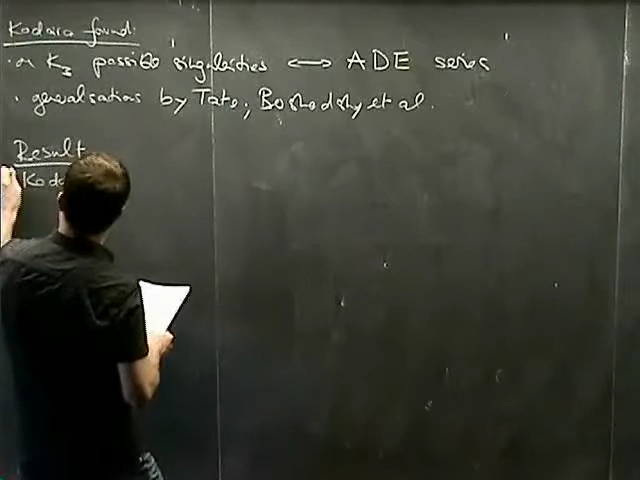 Kodaira found:
· on K3 possible singularities ⟷ ADE series
· generalisations by Tate; Bershadsky et al.
Result
Kod